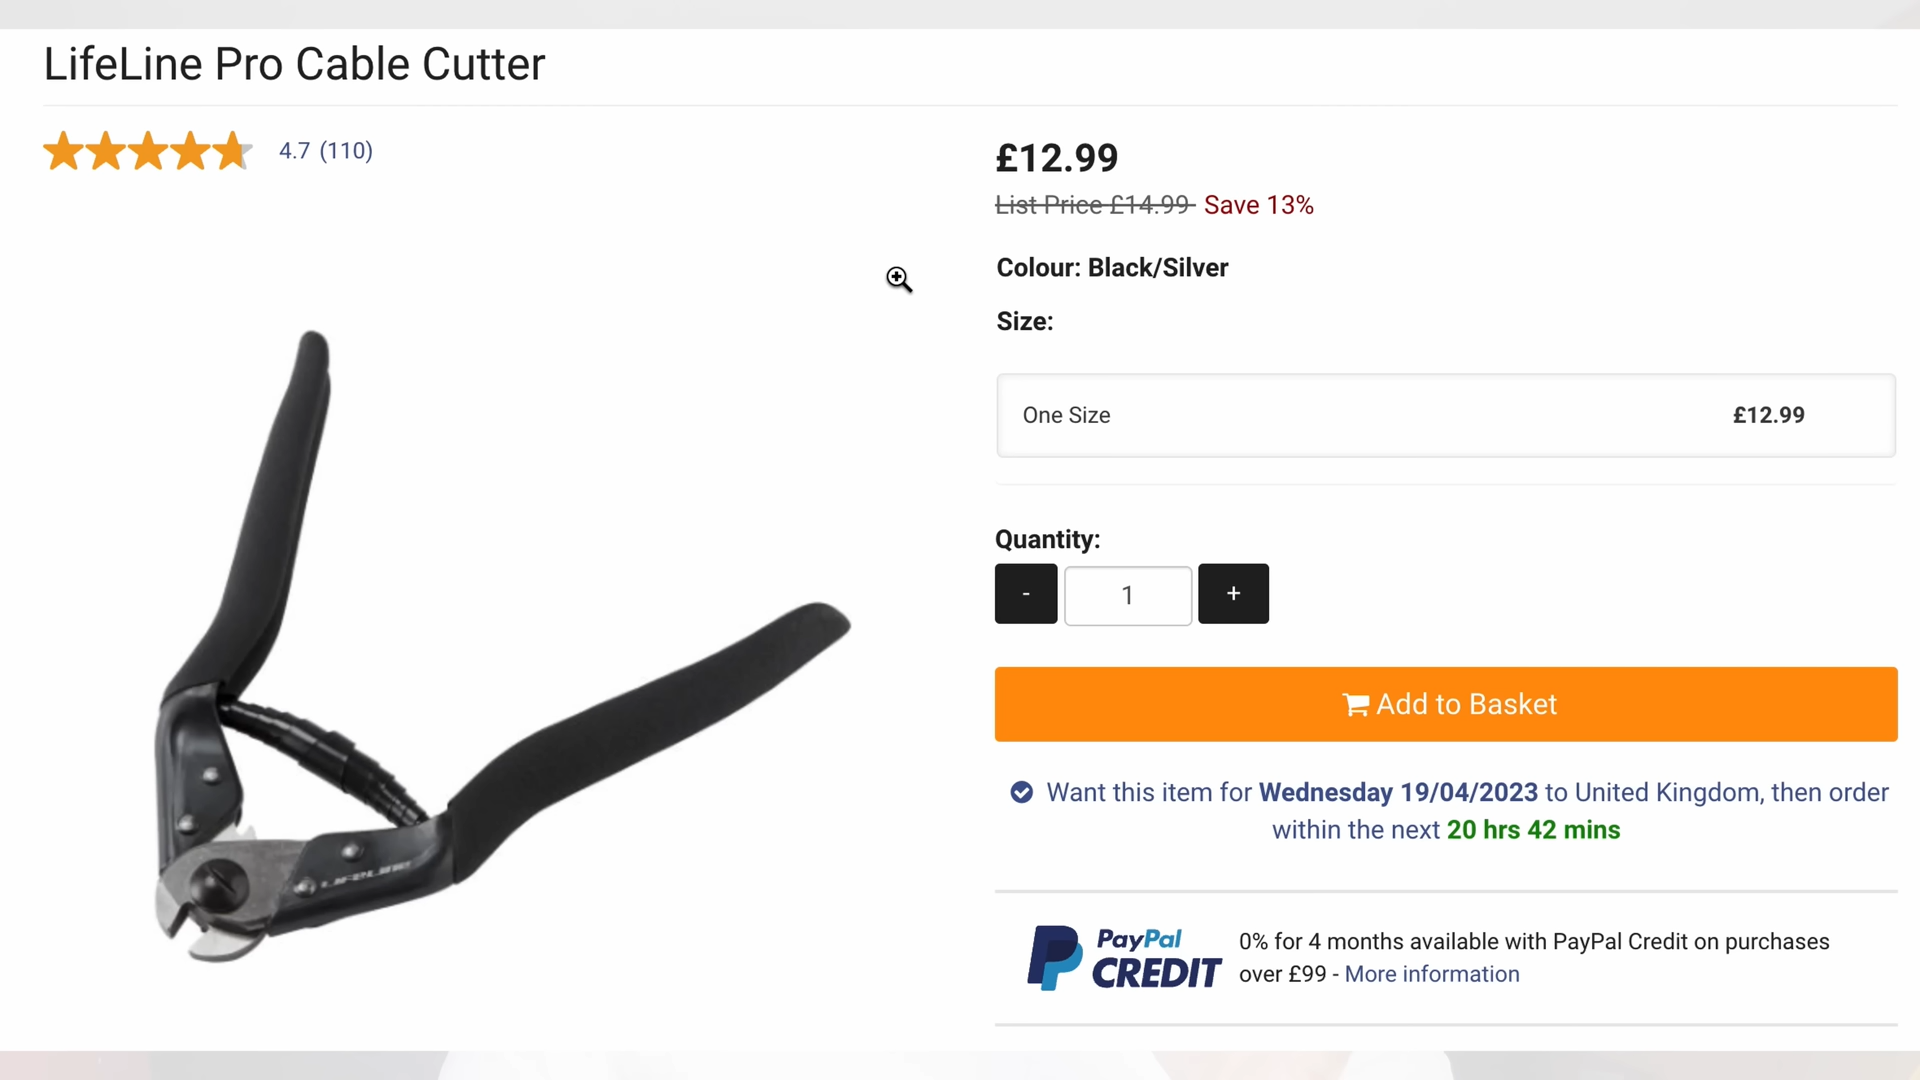 LifeLine Pro Cable Cutter
4.7 (110)
£12.99
List Price £14.99 Save 13%
Colour: Black/Silver
Size:
One Size £12.99
Quantity:
- 1 +
Add to Basket
Want this item for Wednesday 19/04/2023 to United Kingdom, then order
within the next 20 hrs 42 mins
PayPal
CREDIT
0% for 4 months available with PayPal Credit on purchases
over £99 - More information
LIFELINE